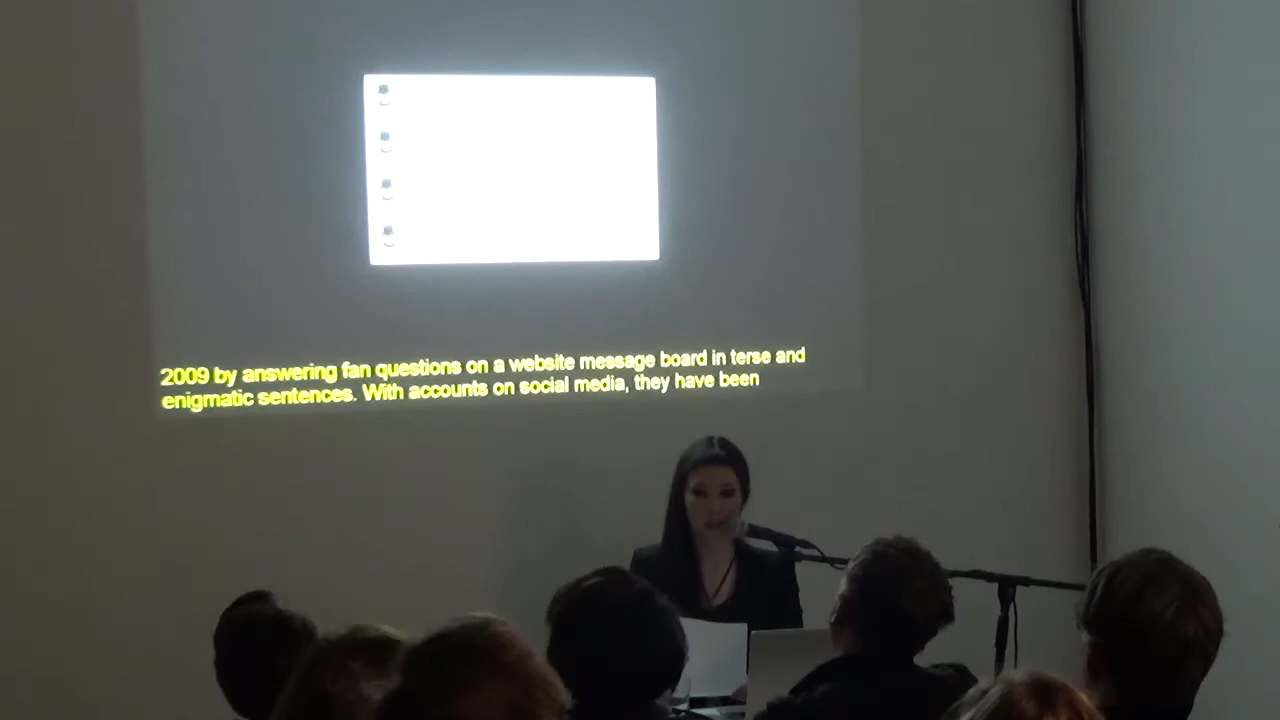 2009 by answering fan questions on a website message board in terse and
enigmatic sentences. With accounts on social media, they have been